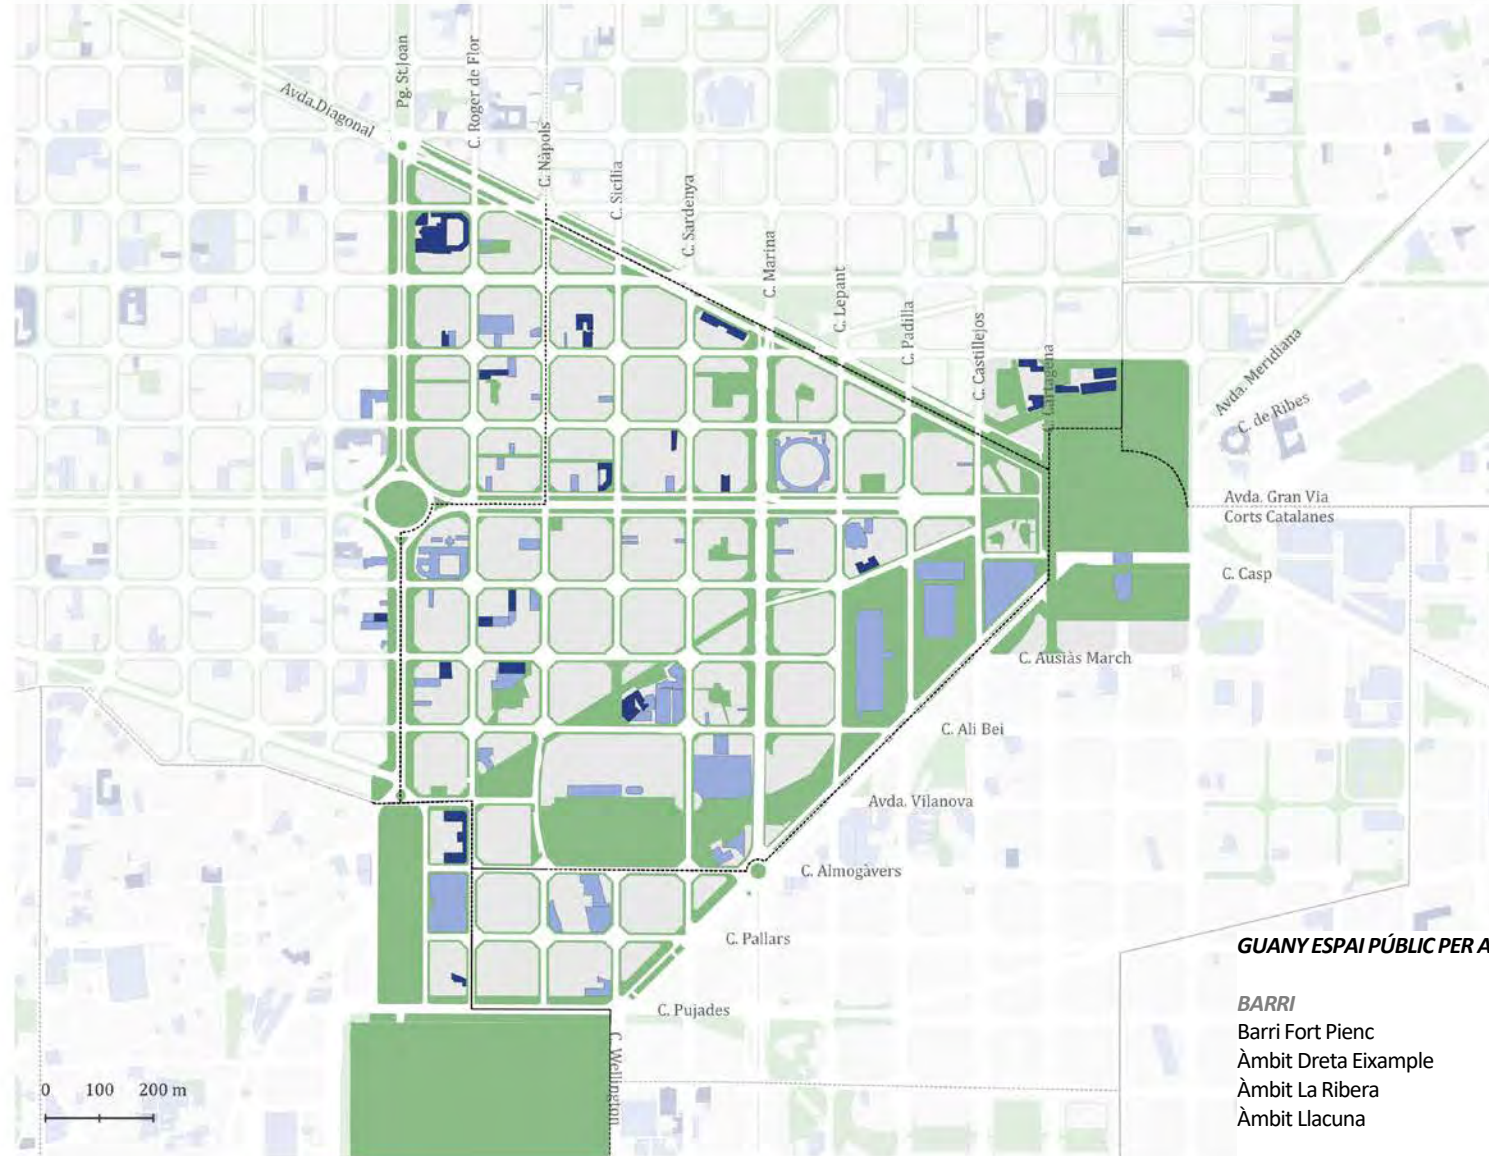 Pg. St.Joan
C. Roger de Flor
Avda.Diagonal
C. Nàpols
C. Sicília
C. Sardenya
C. Marina
C. Lepant
C. Padilla
C. Castillejos
C. Cartagena
Avda. Meridiana
C. de Ribes
Avda. Gran Via
Corts Catalanes
C. Casp
C. Ausiàs March
C. Ali Bei
Avda. Vilanova
C. Almogàvers
C. Pallars
C. Pujades
C. Wellington
0 100 200 m
GUANY ESPAI PÚBLIC PER A
BARRI
Barri Fort Pienc
Àmbit Dreta Eixample
Àmbit La Ribera
Àmbit Llacuna